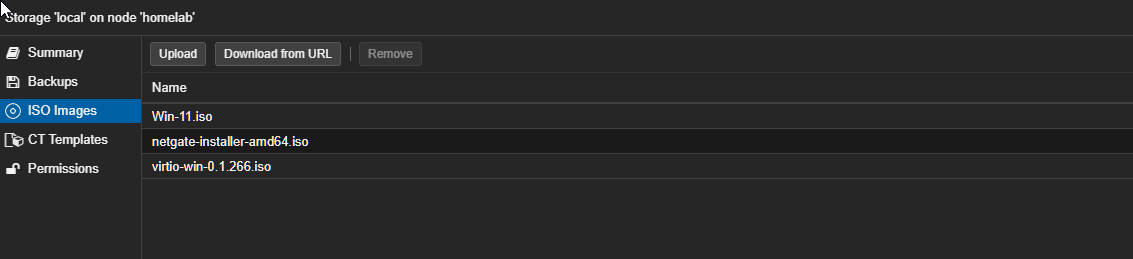 Storage 'local' on node 'homelab'
Summary
Backups
ISO Images
CT Templates
Permissions
Upload Download from URL Remove
Name
Win-11.iso
netgate-installer-amd64.iso
virtio-win-0.1.266.iso